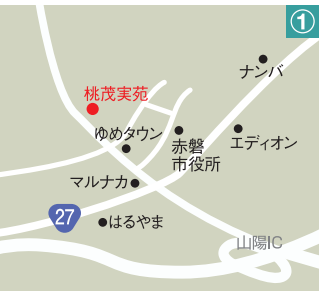 ①
ナンバ
桃茂実苑
ゆめタウン
赤磐
市役所
エディオン
マルナカ
27
はるやま
山陽IC